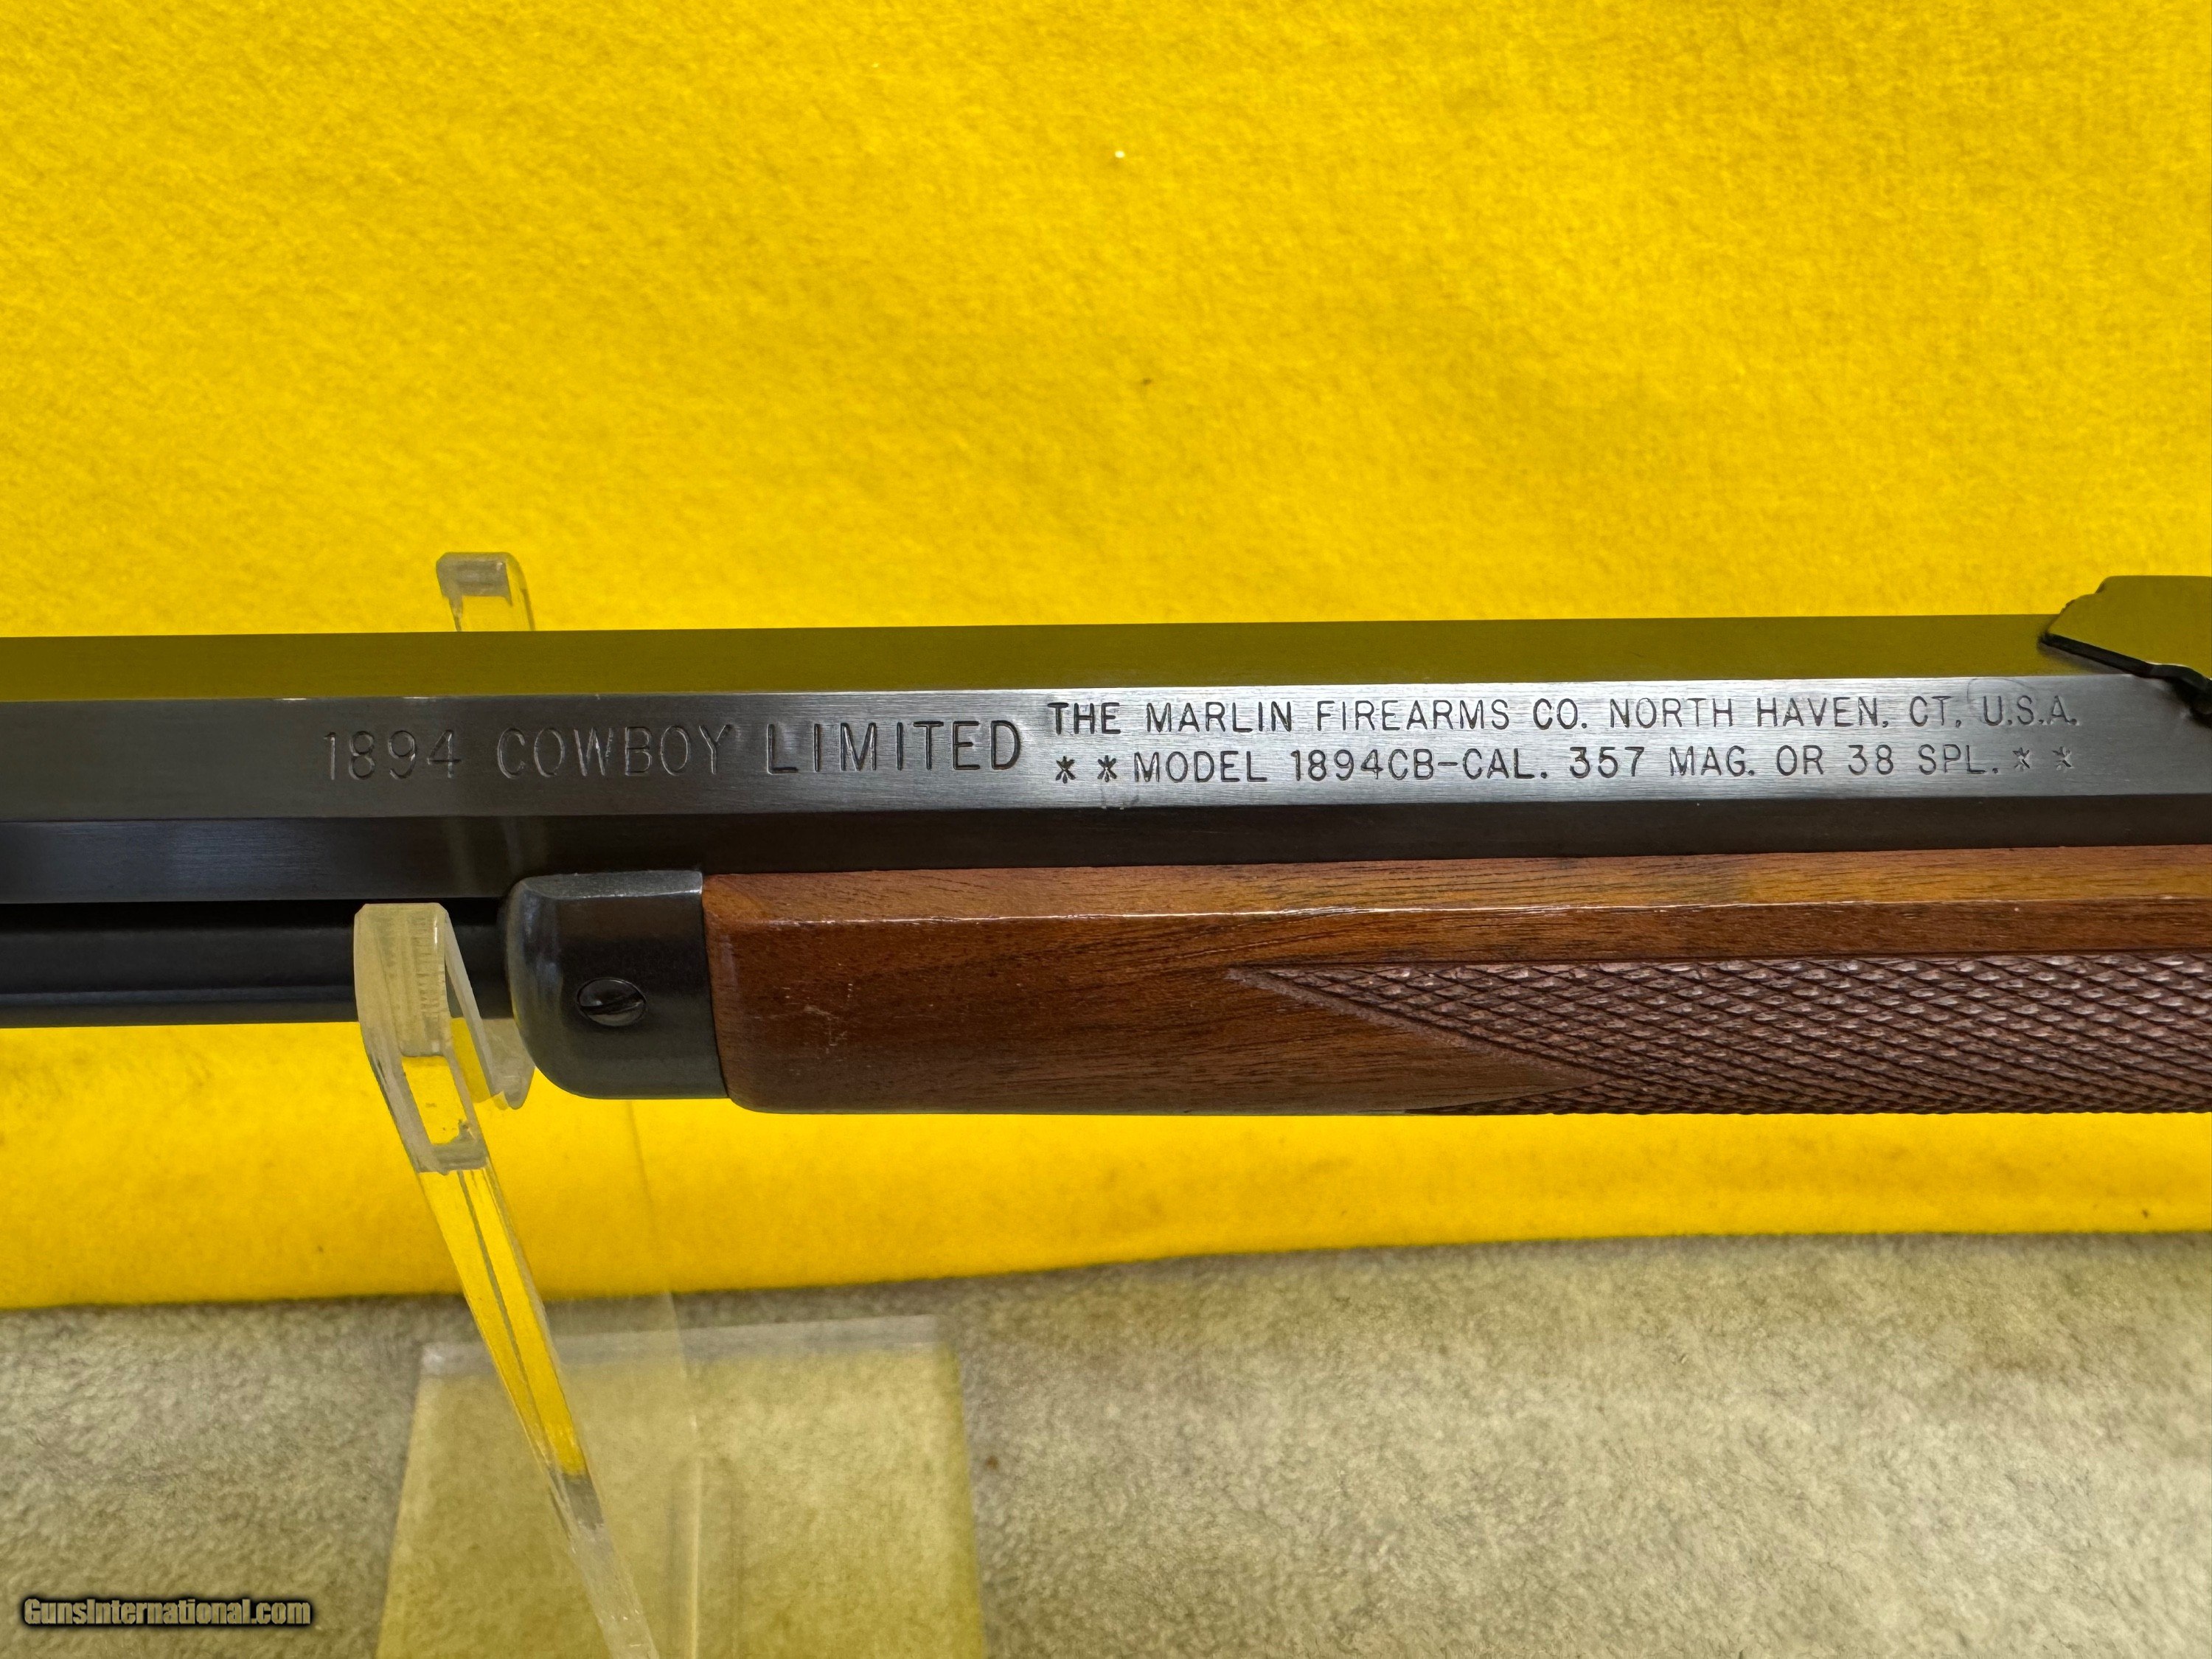 1894 COWBOY LIMITED
THE MARLIN FIREARMS CO. NORTH HAVEN, CT. U.S.A.
**MODEL 1894CB-CAL. 357 MAG. OR 38 SPL.**
GunsInternational.com